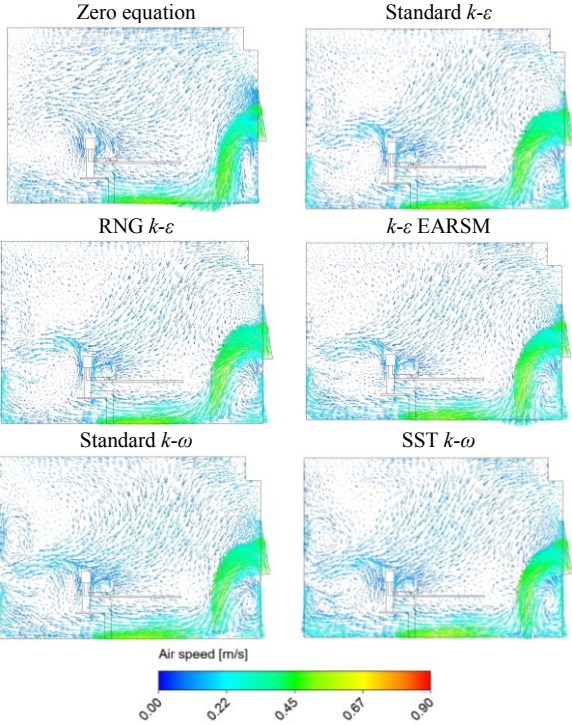 Zero equation
Standard k-ε
RNG k-ε
k-ε EARSM
Standard k-ω
SST k-ω
Air speed [m/s]
0.00
0.22
0.45
0.67
0.90